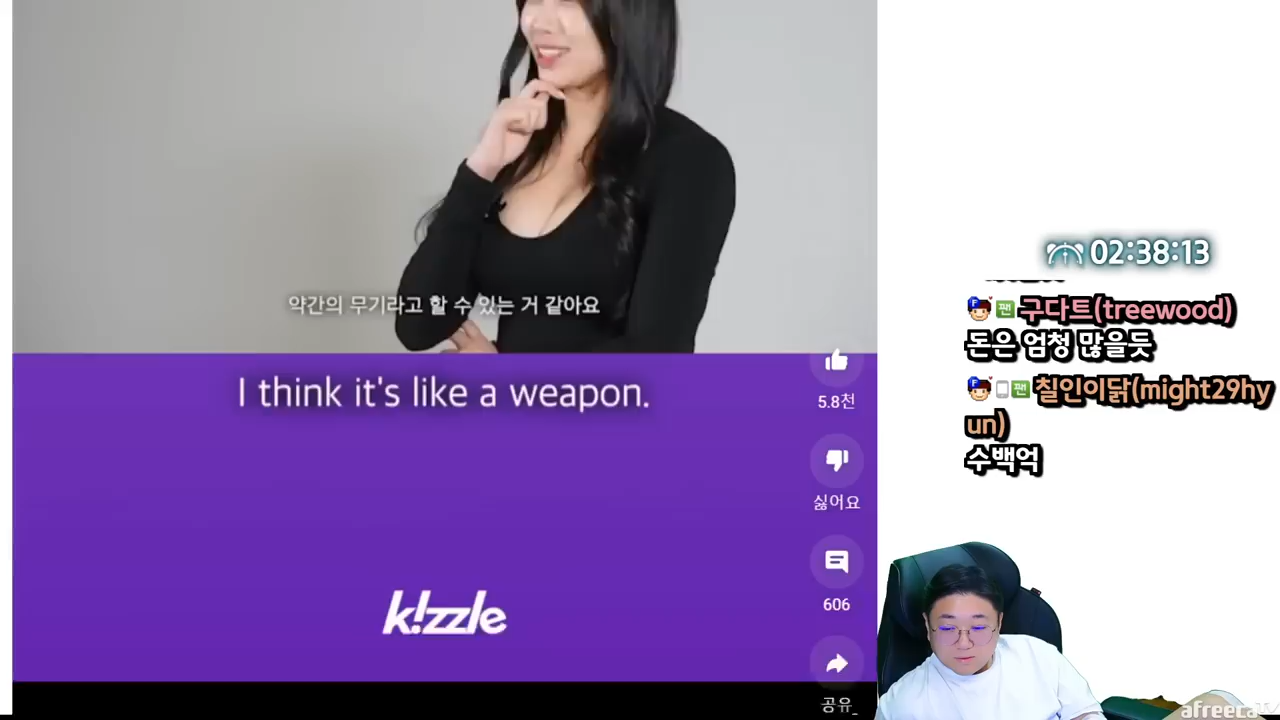 약간의 무기라고 할 수 있는 거 같아요
I think it's like a weapon.
k!zzle
5.8천
싫어요
606
공유
02:38:13
구다트(treewood)
돈은 엄청 많을듯
칠인이닭(might29hy
un)
수백억
afreecaTV